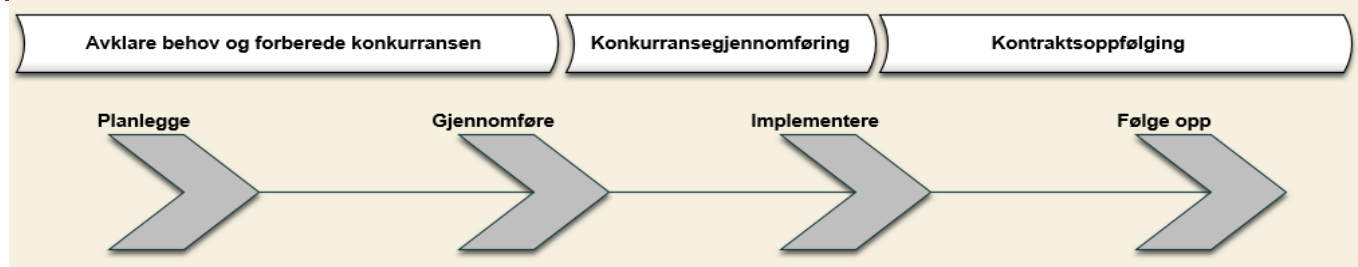 Avklare behov og forberede konkurransen
Konkurransegjennomføring
Kontraktsoppfølging
Planlegge
Gjennomføre
Implementere
Følge opp